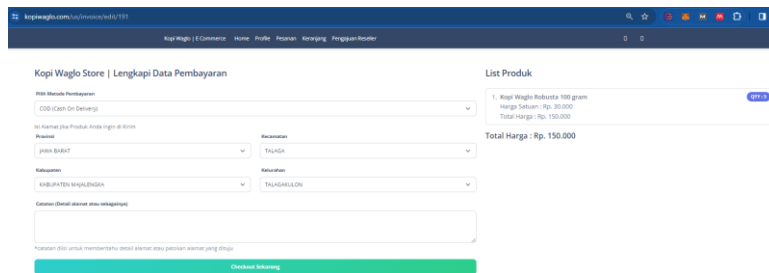 kopiwaglo.com/us/invoice/edit/191
Kopi Waglo | E Commerce Home Profile Pesanan Keranjang Pengajuan Reseller
Kopi Waglo Store | Lengkapi Data Pembayaran
Pilih Metode Pembayaran
COD (Cash On Delivery)
Isi Alamat Jika Produk Anda Ingin di Kirim
Provinsi
Kecamatan
JAWA BARAT
TALAGA
Kabupaten
Kelurahan
KABUPATEN MAJALENGKA
TALAGAKULON
Catatan (Detail alamat atau sebagainya)
*catatan diisi untuk memberitahu detail alamat atau patokan alamat yang dituju
Checkout Sekarang
List Produk
1. Kopi Waglo Robusta 100 gram
QTY : 5
Harga Satuan : Rp. 30.000
Total Harga : Rp. 150.000
Total Harga : Rp. 150.000